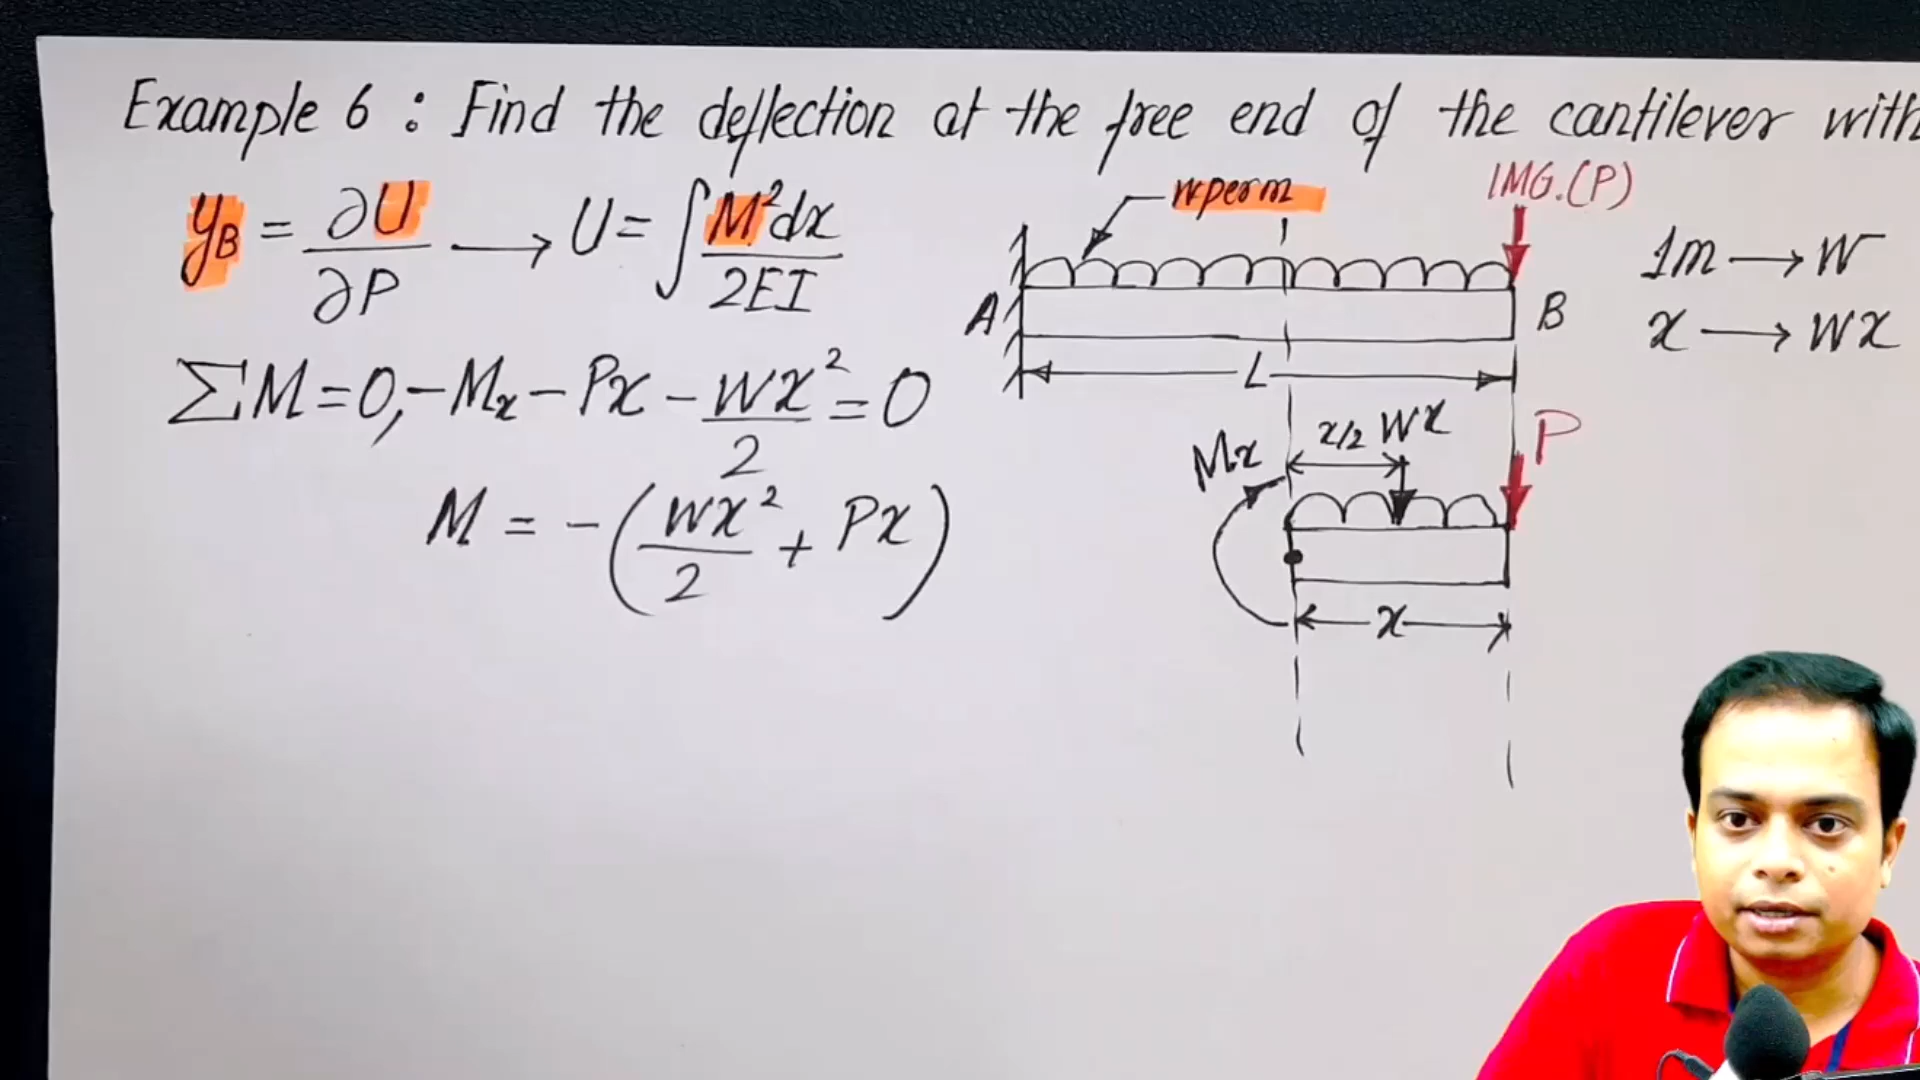 Example 6 : Find the deflection at the free end of the cantilever with
yB = ∂U/∂P → U = ∫ M²dx/2EI
ΣM = 0, -Mx - Px - Wx²/2 = 0
M = -(Wx²/2 + Px)
w per m
IMG.(P)
1m → W
x → Wx
A
B
L
Mx
x/2
Wx
P
x